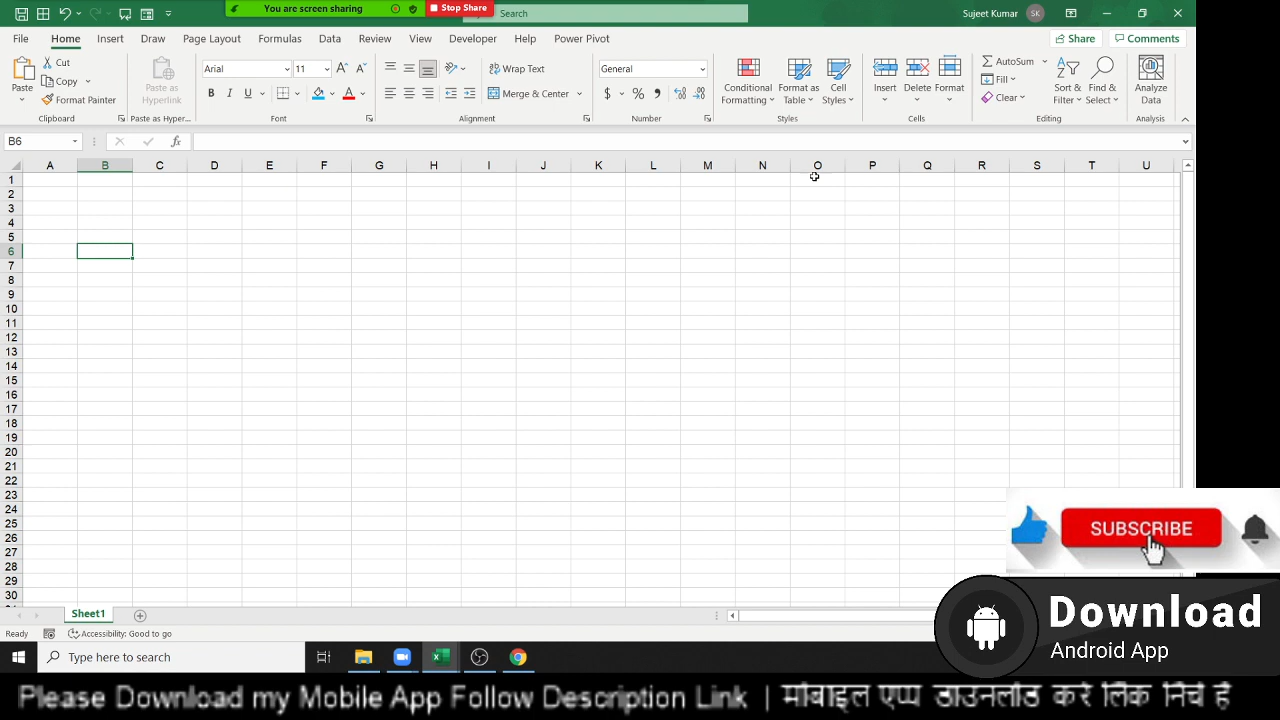 You are screen sharing Stop Share
Search
Sujeet Kumar SK
File Home Insert Draw Page Layout Formulas Data Review View Developer Help Power Pivot Share Comments
Paste Cut Copy Format Painter Clipboard
Paste as Hyperlink Paste as Hyper...
Arial 11 B I U A Font
Wrap Text Merge & Center Alignment
General $ % Number
Conditional Formatting Format as Table Cell Styles Styles
Insert Delete Format Cells
AutoSum Fill Clear Sort & Filter Find & Select Editing
Analyze Data Analysis
B6 fx
A B C D E F G H I J K L M N O P Q R S T U
1
2
3
4
5
6
7
8
9
10
11
12
13
14
15
16
17
18
19
20
21
22
23
24
25
26
27
28
29
30
SUBSCRIBE
Sheet1
Ready Accessibility: Good to go
Download
Android App
Type here to search
Please Download my Mobile App Follow Description Link | मोबाइल एप्प डाउनलोड करे लिंक निचे है